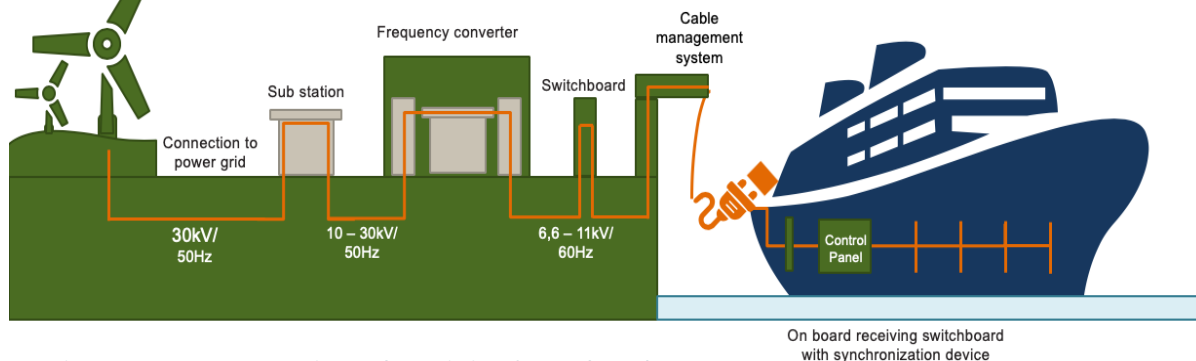 Cable
management
system
Frequency converter
Switchboard
Sub station
Connection to
power grid
30kV/
50Hz
10 – 30kV/
50Hz
6,6 – 11kV/
60Hz
Control
Panel
On board receiving switchboard
with synchronization device